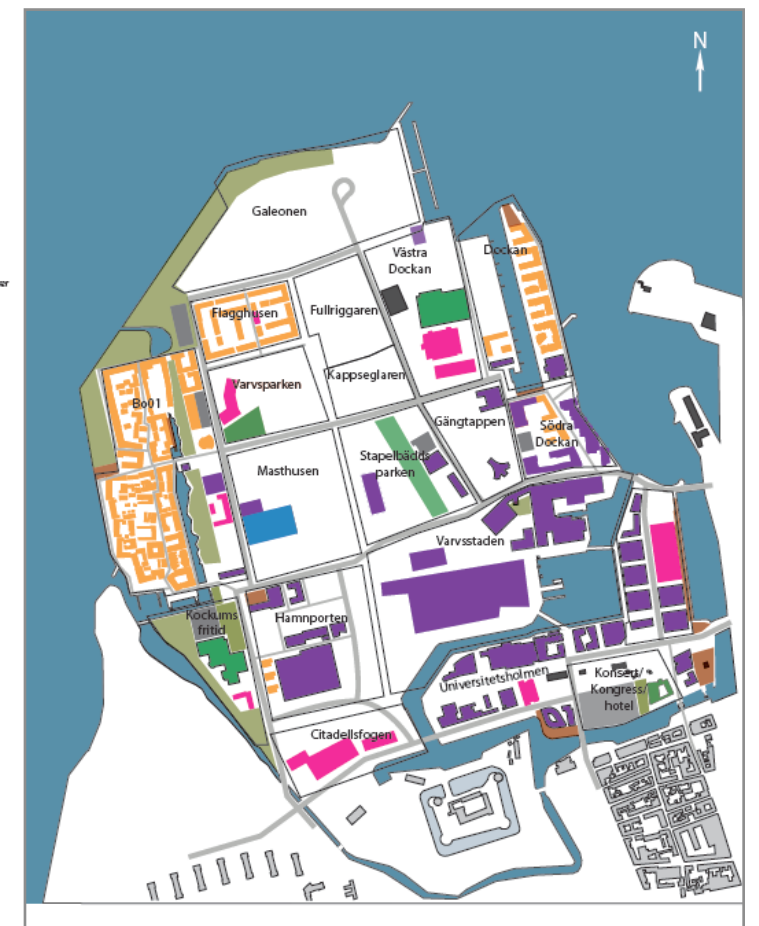 N
Galeonen
Västra
Dockan
Dockan
Flagghusen
Fullriggaren
Varvsparken
Kappseglaren
Bo01
Gängtappen
Södra
Dockan
Masthusen
Stapelbädds
parken
Varvsstaden
Kockums
fritid
Hamnporten
Universitetsholmen
Konsert/
Kongress/
hotel
Citadellsfogen